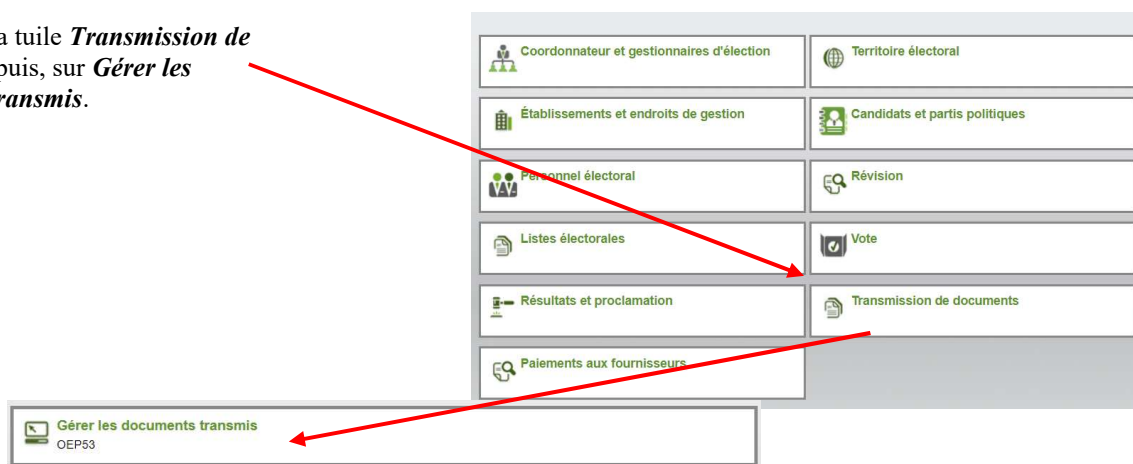 a tuile Transmission de
puis, sur Gérer les
ransmis.
Coordonnateur et gestionnaires d'élection
Territoire électoral
Établissements et endroits de gestion
Candidats et partis politiques
Personnel électoral
Révision
Listes électorales
Vote
Résultats et proclamation
Transmission de documents
Paiements aux fournisseurs
Gérer les documents transmis
OEP53